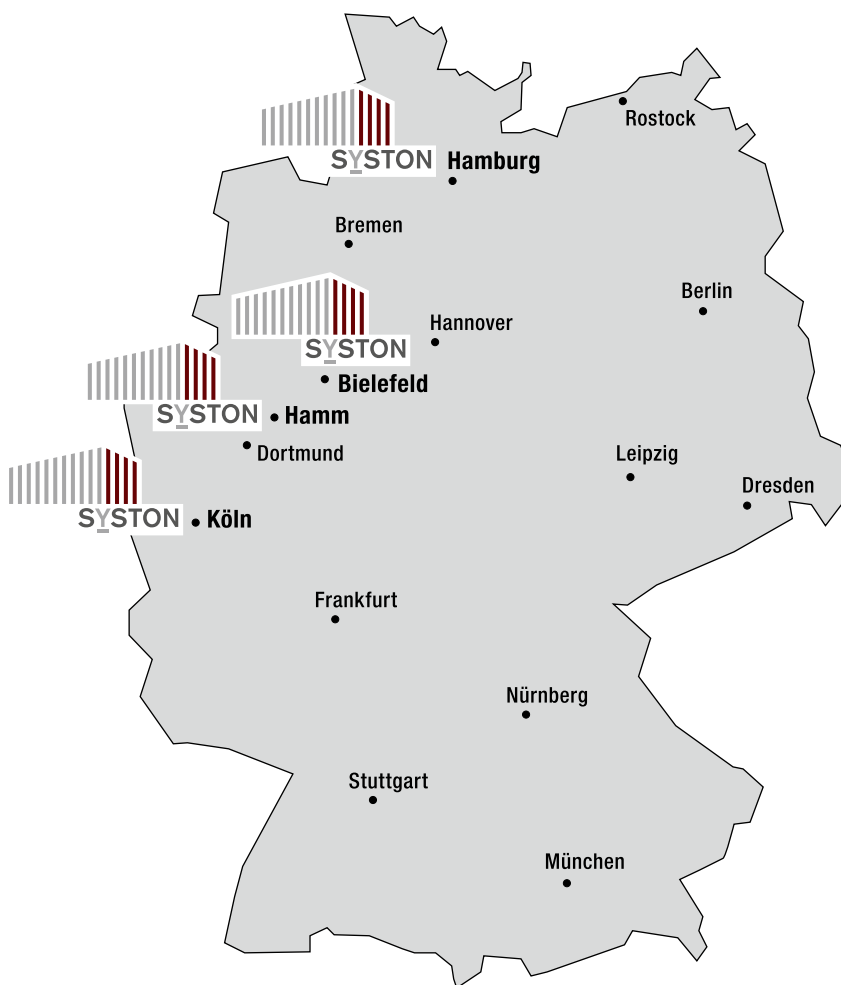 Rostock
SYSTON
Hamburg
Bremen
Berlin
Hannover
SYSTON
Bielefeld
SYSTON
Hamm
Dortmund
Leipzig
Dresden
SYSTON
Köln
Frankfurt
Nürnberg
Stuttgart
München